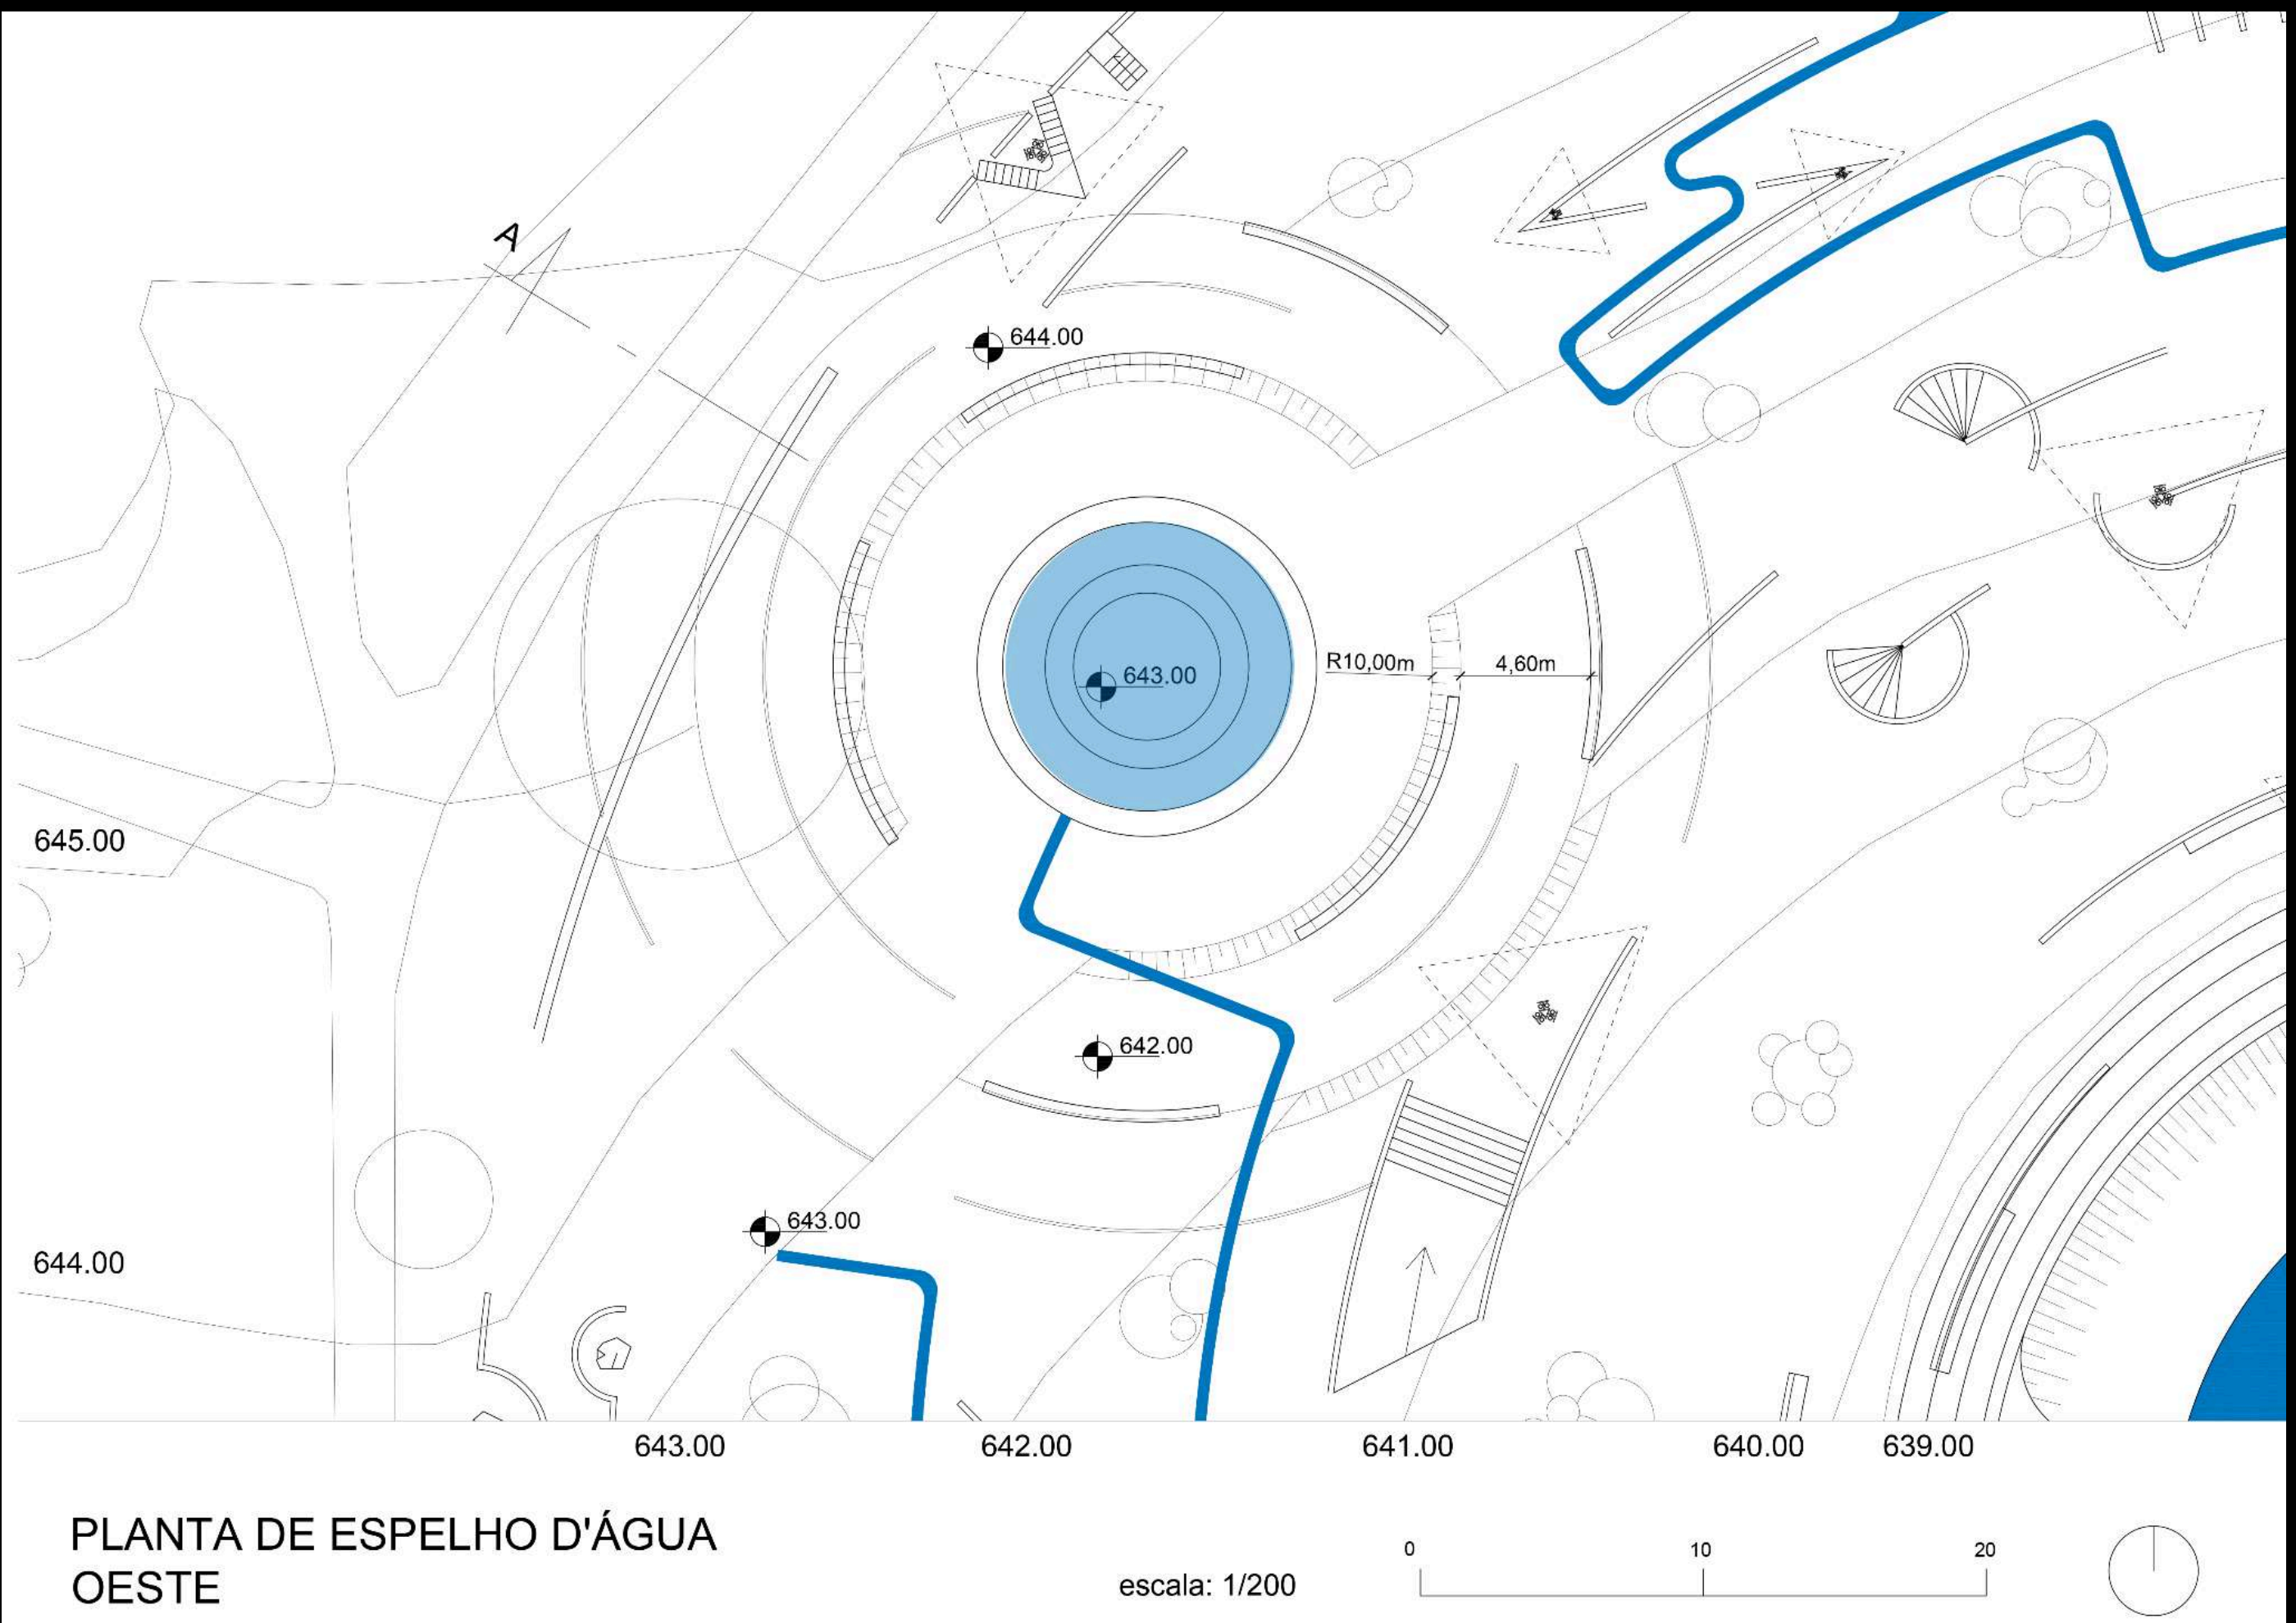 A
644.00
643.00
R10,00m
4,60m
645.00
642.00
643.00
644.00
643.00 642.00 641.00 640.00 639.00
PLANTA DE ESPELHO D'ÁGUA
OESTE
escala: 1/200
0 10 20